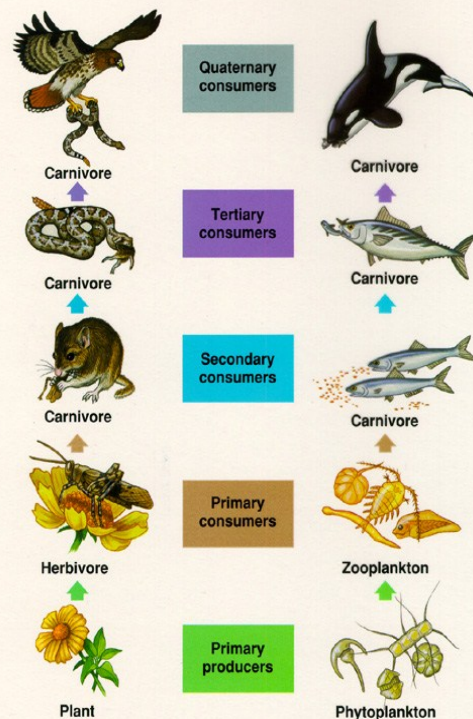 Quaternary
consumers
Carnivore
Carnivore
Tertiary
consumers
Carnivore
Carnivore
Secondary
consumers
Carnivore
Carnivore
Primary
consumers
Herbivore
Zooplankton
Primary
producers
Plant
Phytoplankton